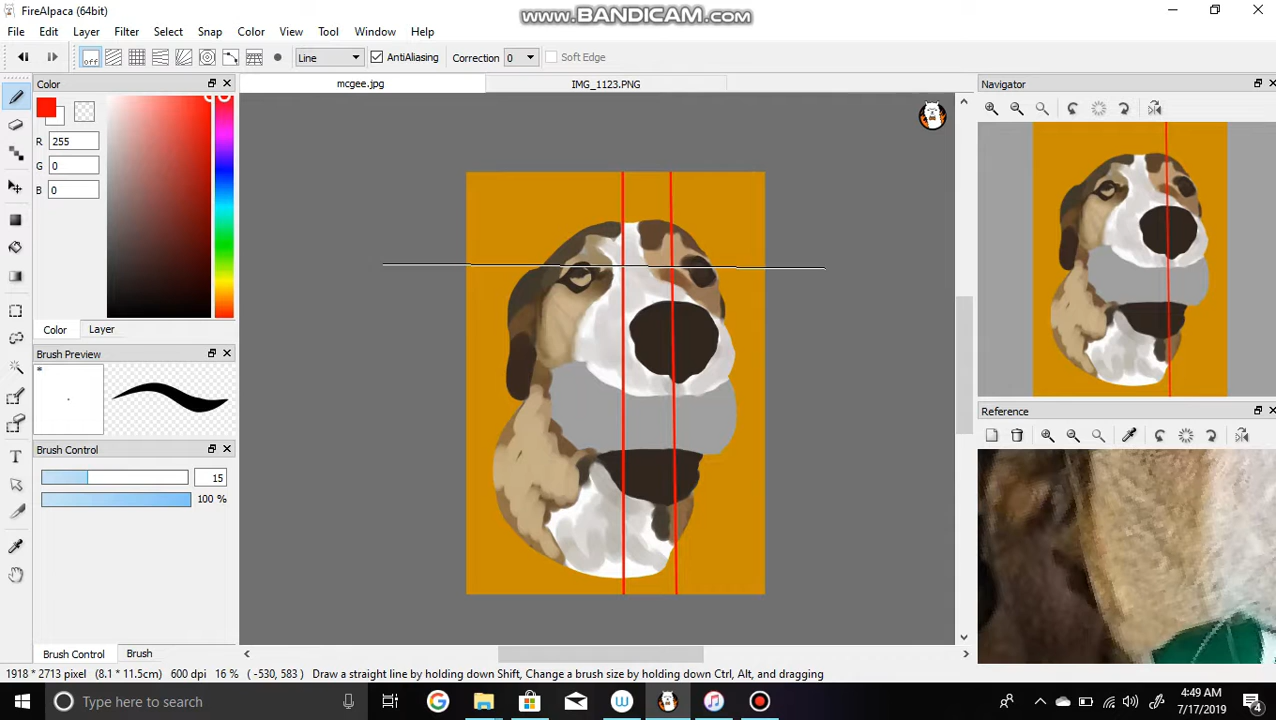 FireAlpaca (64bit)
www.BANDICAM.com
File Edit Layer Filter Select Snap Color View Tool Window Help
off Line AntiAliasing Correction 0 Soft Edge
Color mcgee.jpg IMG_1123.PNG Navigator
R 255
G 0
B 0
Color Layer
Brush Preview
*
Reference
Brush Control
15
100 %
Brush Control Brush
1918 * 2713 pixel (8.1 * 11.5cm) 600 dpi 16 % ( -530, 583 ) Draw a straight line by holding down Shift, Change a brush size by holding down Ctrl, Alt, and dragging
Type here to search
4:49 AM
7/17/2019
4